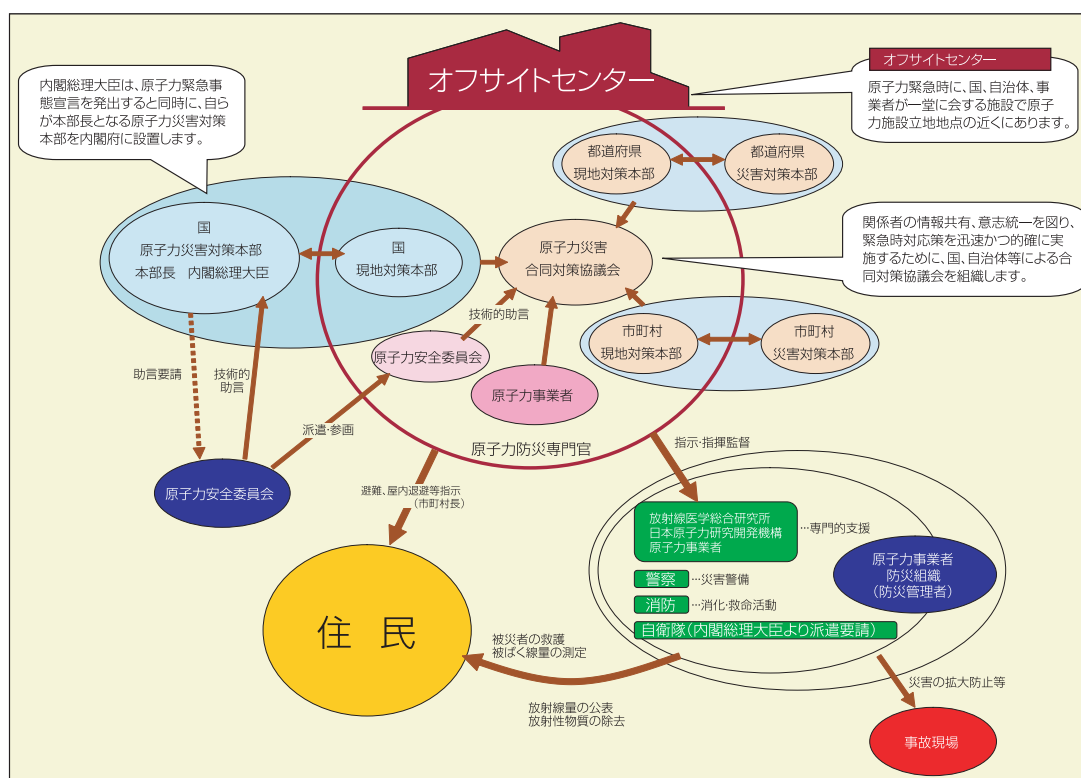 オフサイトセンター
内閣総理大臣は、原子力緊急事
態宣言を発出すると同時に、自ら
が本部長となる原子力災害対策
本部を内閣府に設置します。
オフサイトセンター
原子力緊急時に、国、自治体、事
業者が一堂に会する施設で原子
力施設立地地点の近くにあります。
都道府県
現地対策本部
都道府県
災害対策本部
国
原子力災害対策本部
本部長 内閣総理大臣
国
現地対策本部
原子力災害
合同対策協議会
関係者の情報共有、意志統一を図り、
緊急時対応策を迅速かつ的確に実
施するために、国、自治体等による合
同対策協議会を組織します。
技術的助言
市町村
現地対策本部
市町村
災害対策本部
原子力安全委員会
原子力事業者
助言要請
技術的
助言
派遣・参画
原子力防災専門官
指示・指揮監督
原子力安全委員会
避難、屋内退避等指示
(市町村長)
放射線医学総合研究所
日本原子力研究開発機構
原子力事業者
…専門的支援
原子力事業者
防災組織
(防災管理者)
警察
…災害警備
消防
…消化・救命活動
自衛隊(内閣総理大臣より派遣要請)
住 民
被災者の救護
被ばく線量の測定
放射線量の公表
放射性物質の除去
災害の拡大防止等
事故現場